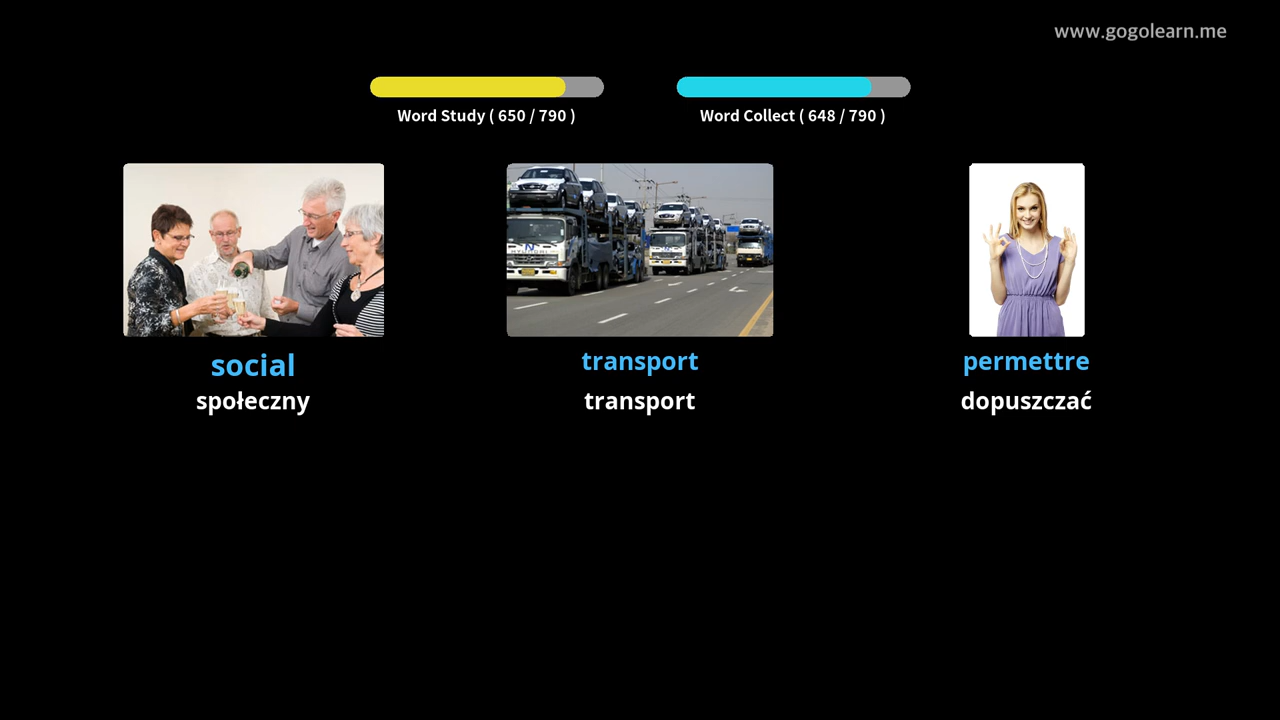 www.gogolearn.me
Word Study ( 650 / 790 )
Word Collect ( 648 / 790 )
social
transport
permettre
społeczny
transport
dopuszczać